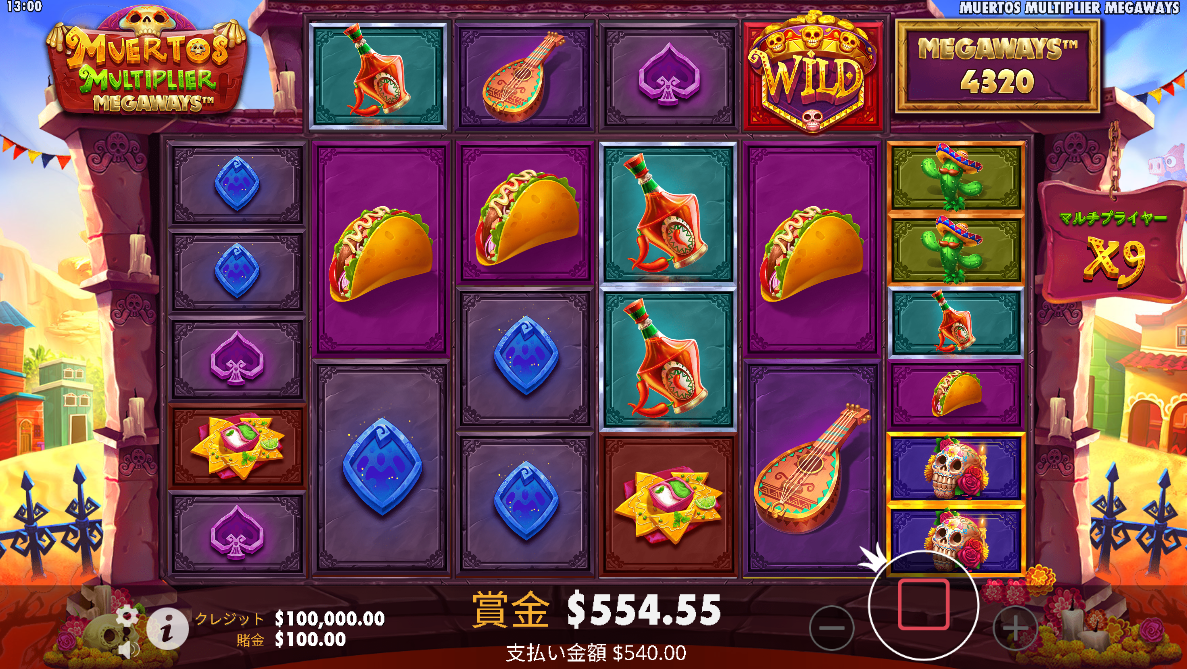 13:00
MUERTOS MULTIPLIER MEGAWAYS
MUERTOS
MULTIPLIER
MEGAWAYS™
WILD
MEGAWAYS™
4320
マルチプライヤー
X9
クレジット $100,000.00
賭金 $100.00
賞金 $554.55
支払い金額 $540.00